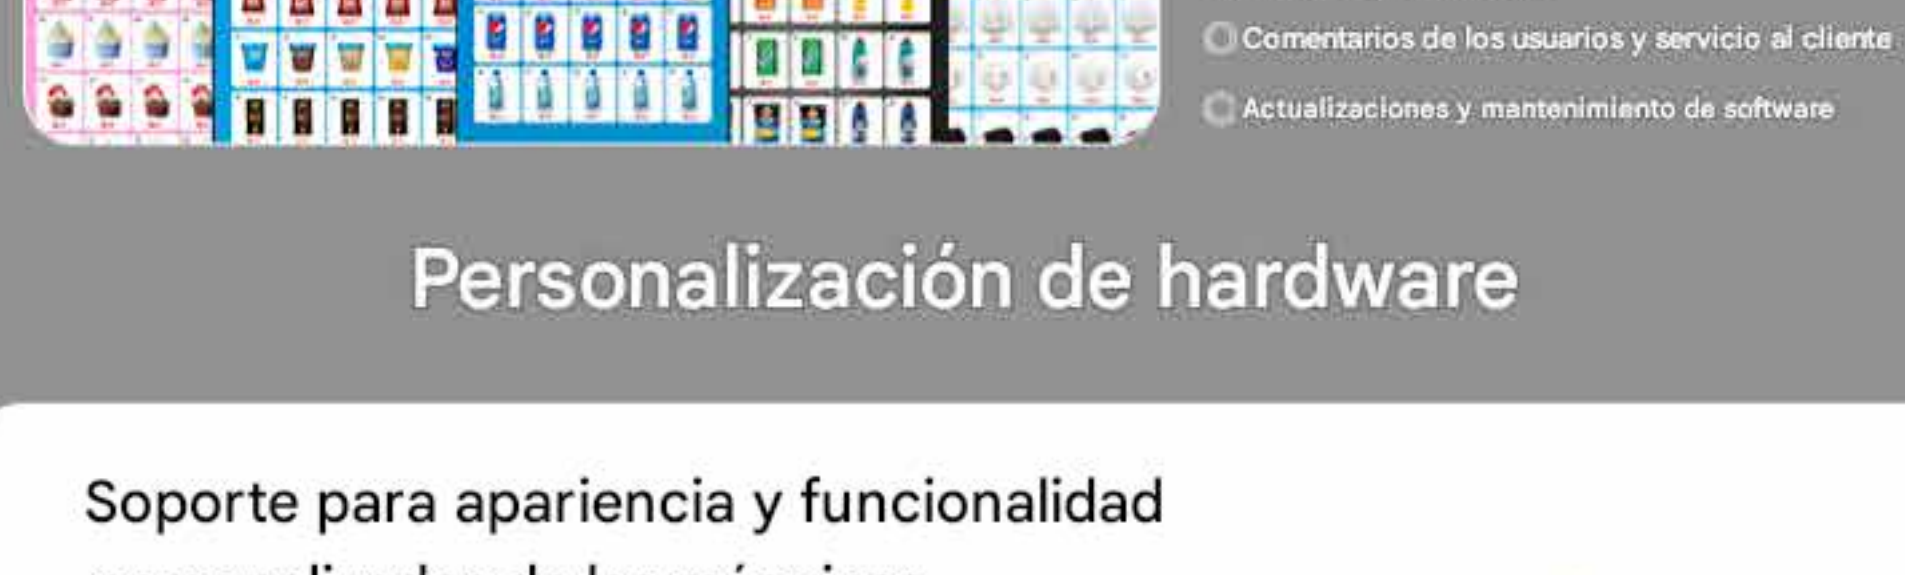 Comentarios de los usuarios y servicio al cliente
Actualizaciones y mantenimiento de software
Personalización de hardware
Soporte para apariencia y funcionalidad